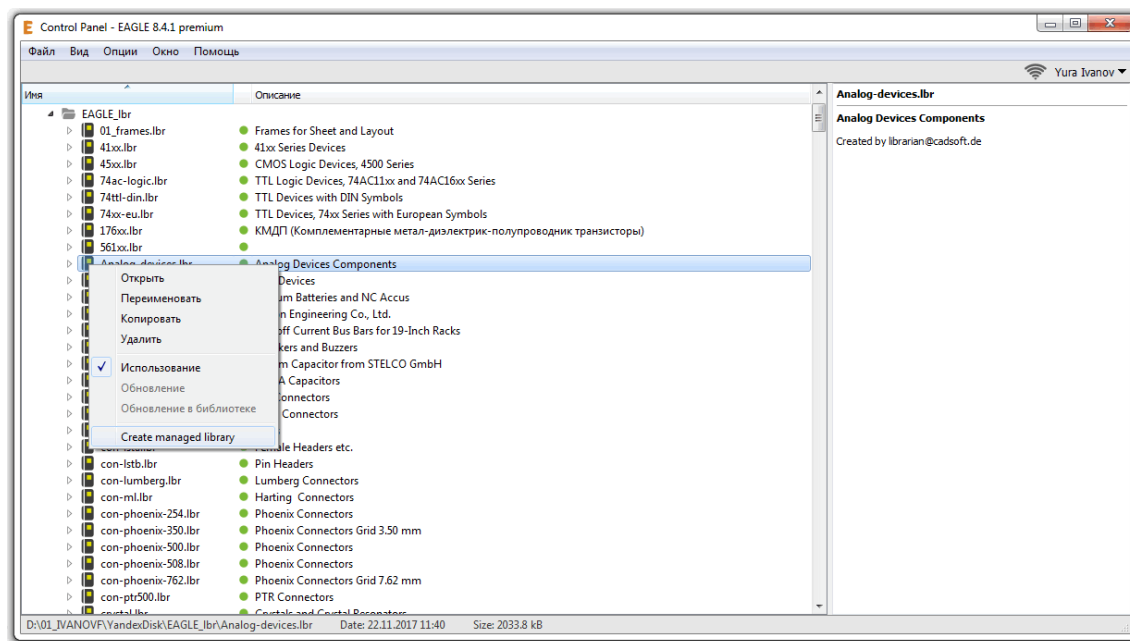 Control Panel - EAGLE 8.4.1 premium
Файл Вид Опции Окно Помощь
Yura Ivanov
Имя Описание
Analog-devices.lbr
Analog Devices Components
Created by librarian@cadsoft.de
EAGLE_lbr
01_frames.lbr Frames for Sheet and Layout
41xx.lbr 41xx Series Devices
45xx.lbr CMOS Logic Devices, 4500 Series
74ac-logic.lbr TTL Logic Devices, 74AC11xx and 74AC16xx Series
74ttl-din.lbr TTL Devices with DIN Symbols
74xx-eu.lbr TTL Devices, 74xx Series with European Symbols
176xx.lbr КМДП (Комплементарные метал-диэлектрик-полупроводник транзисторы)
561xx.lbr
Analog-devices.lbr Analog Devices Components
Открыть
Переименовать
Копировать
Удалить
Использование
Обновление
Обновление в библиотеке
Create managed library
Devices
Batteries and NC Accus
Engineering Co., Ltd.
Current Bus Bars for 19-Inch Racks
and Buzzers
Capacitor from STELCO GmbH
Capacitors
Connectors
Headers etc.
con-lstb.lbr Pin Headers
con-lumberg.lbr Lumberg Connectors
con-ml.lbr Harting Connectors
con-phoenix-254.lbr Phoenix Connectors
con-phoenix-350.lbr Phoenix Connectors Grid 3.50 mm
con-phoenix-500.lbr Phoenix Connectors
con-phoenix-508.lbr Phoenix Connectors
con-phoenix-762.lbr Phoenix Connectors Grid 7.62 mm
con-ptr500.lbr PTR Connectors
crystal.lbr Crystals and Crystal Resonators
D:\01_IVANOVF\YandexDisk\EAGLE_lbr\Analog-devices.lbr Date: 22.11.2017 11:40 Size: 2033.8 kB